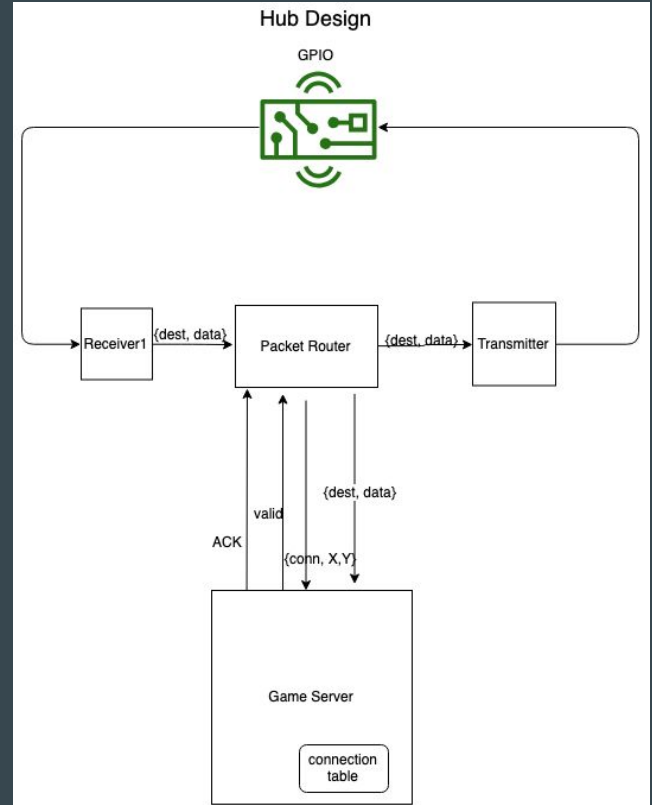 Hub Design
GPIO
Receiver1
{dest, data}
Packet Router
{dest, data}
Transmitter
{dest, data}
valid
ACK
{conn, X,Y}
Game Server
connection
table